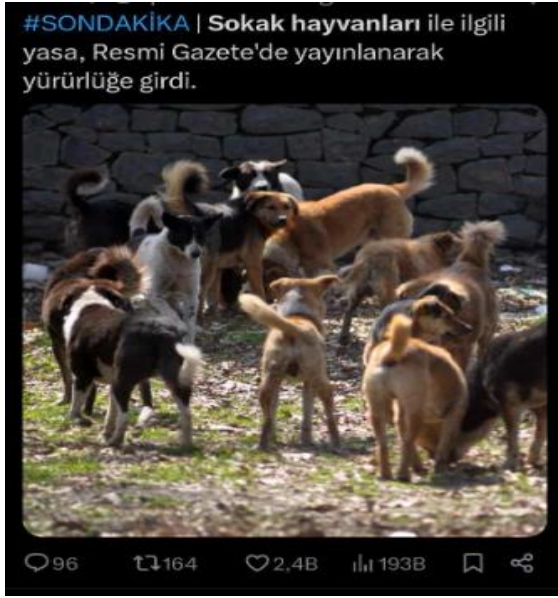 #SONDAKİKA | Sokak hayvanları ile ilgili
yasa, Resmi Gazete'de yayınlanarak
yürürlüğe girdi.
96 164 2,4B 193B